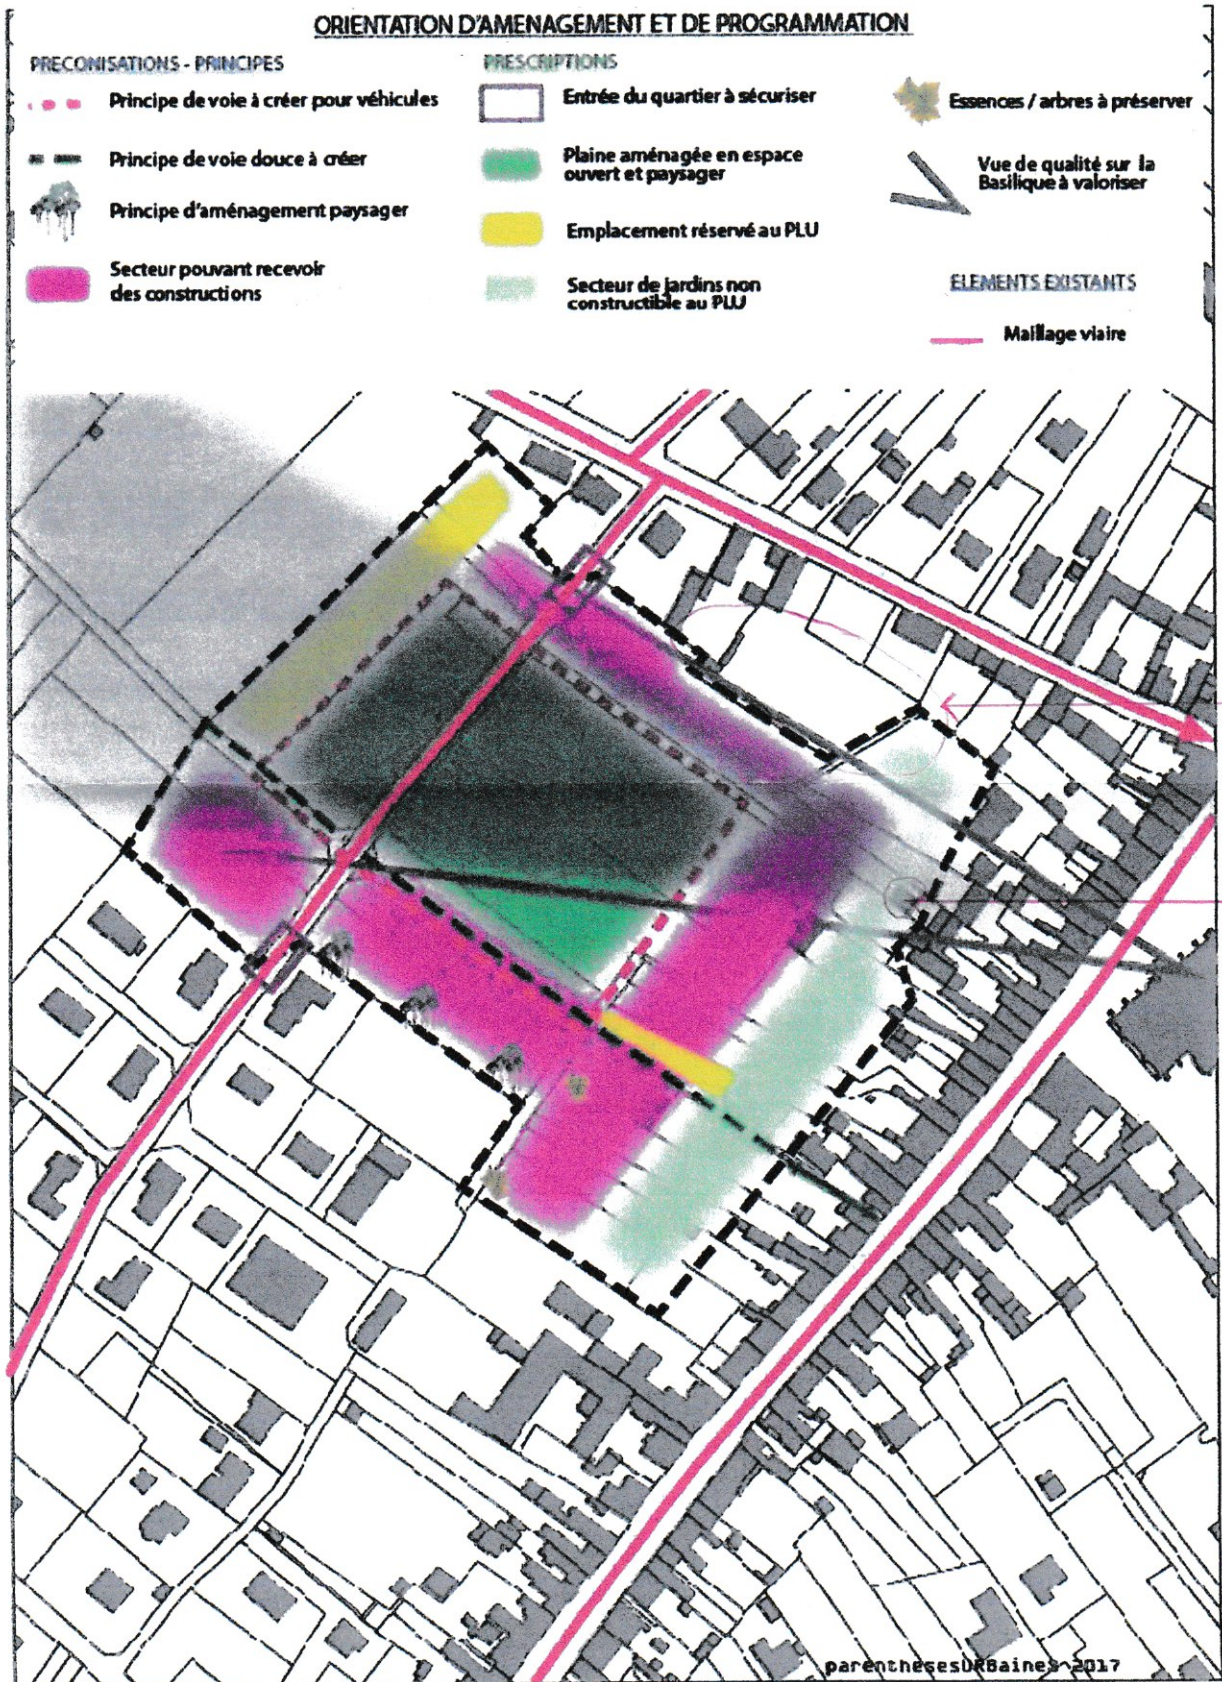 ORIENTATION D'AMENAGEMENT ET DE PROGRAMMATION
PRECONISATIONS - PRINCIPES
Principe de voie à créer pour véhicules
Principe de voie douce à créer
Principe d'aménagement paysager
Secteur pouvant recevoir
des constructions
PRESCRIPTIONS
Entrée du quartier à sécuriser
Plaine aménagée en espace
ouvert et paysager
Emplacement réservé au PLU
Secteur de jardins non
constructible au PLU
Essences / arbres à préserver
Vue de qualité sur la
Basilique à valoriser
ELEMENTS EXISTANTS
Maillage viaire
parenthesesURBaineS~2017